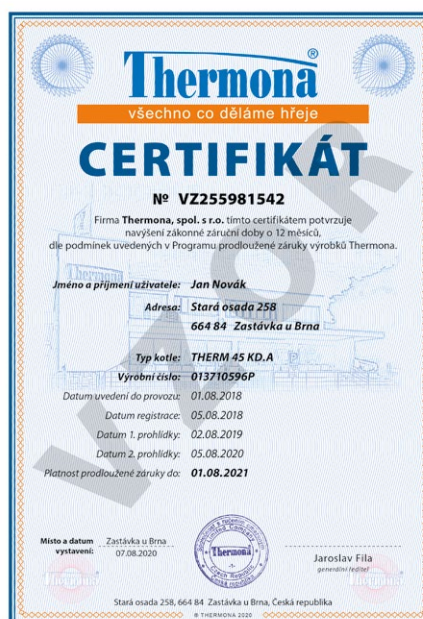 Thermona®
všechno co děláme hřeje
CERTIFIKÁT
№ VZ255981542
Firma Thermona, spol. s r.o. tímto certifikátem potvrzuje
navýšení zákonné záruční doby o 12 měsíců,
dle podmínek uvedených v Programu prodloužené záruky výrobků Thermona.
Jméno a příjmení uživatele: Jan Novák
Adresa: Stará osada 258
664 84 Zastávka u Brna
Typ kotle: THERM 45 KD.A
Výrobní číslo: 013710596P
Datum uvedení do provozu: 01.08.2018
Datum registrace: 05.08.2018
Datum 1. prohlídky: 02.08.2019
Datum 2. prohlídky: 05.08.2020
Platnost prodloužené záruky do: 01.08.2021
VZOR
Místo a datum vystavení: Zastávka u Brna
07.08.2020
Thermona
Jaroslav Fila
generální ředitel
Stará osada 258, 664 84 Zastávka u Brna, Česká republika
© THERMONA 2020